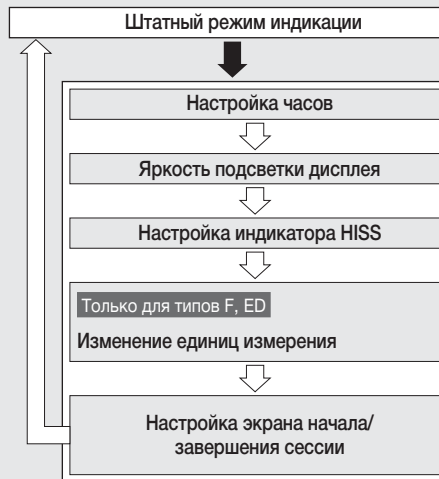 Штатный режим индикации
Настройка часов
Яркость подсветки дисплея
Настройка индикатора HISS
Только для типов F, ED
Изменение единиц измерения
Настройка экрана начала/
завершения сессии